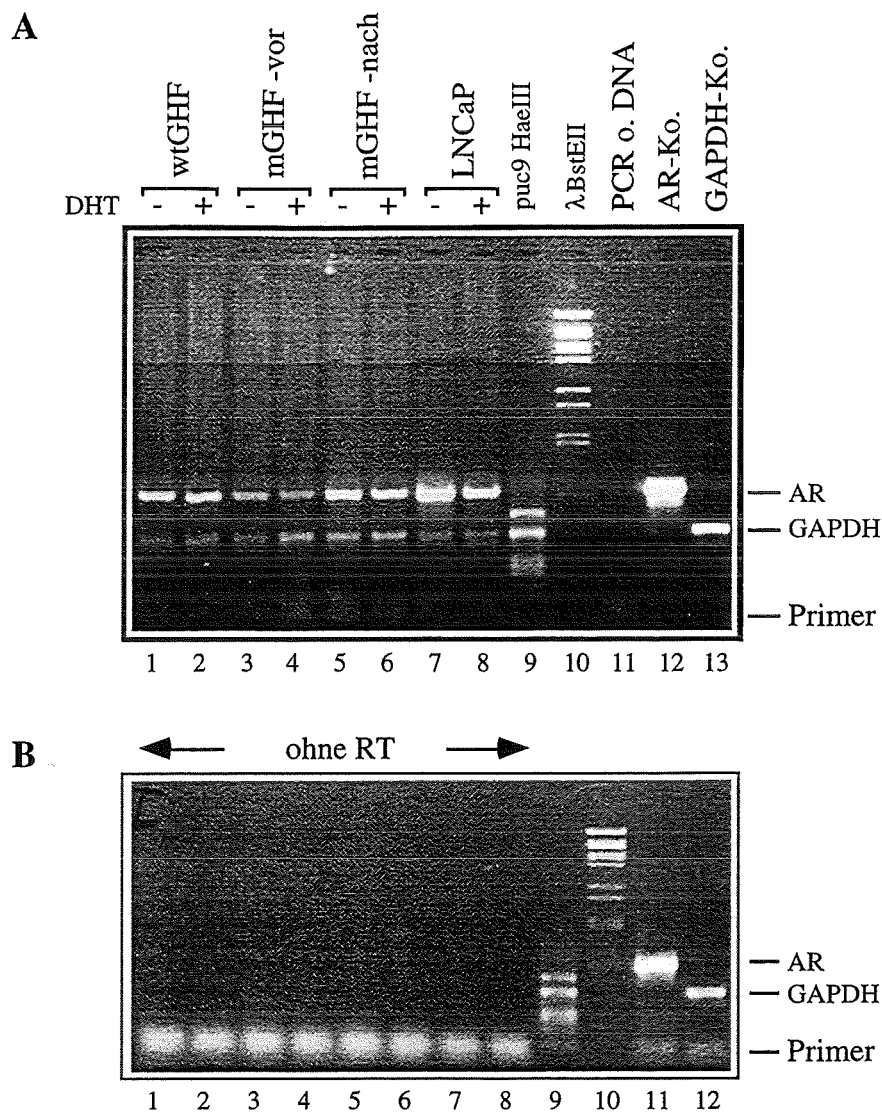 A
wtGHF
mGHF -vor
mGHF -nach
LNCaP
puc9 HaeIII
λBstEII
PCR o. DNA
AR-Ko.
GAPDH-Ko.
DHT - + - + - + - +
AR
GAPDH
Primer
1 2 3 4 5 6 7 8 9 10 11 12 13
B
ohne RT
AR
GAPDH
Primer
1 2 3 4 5 6 7 8 9 10 11 12